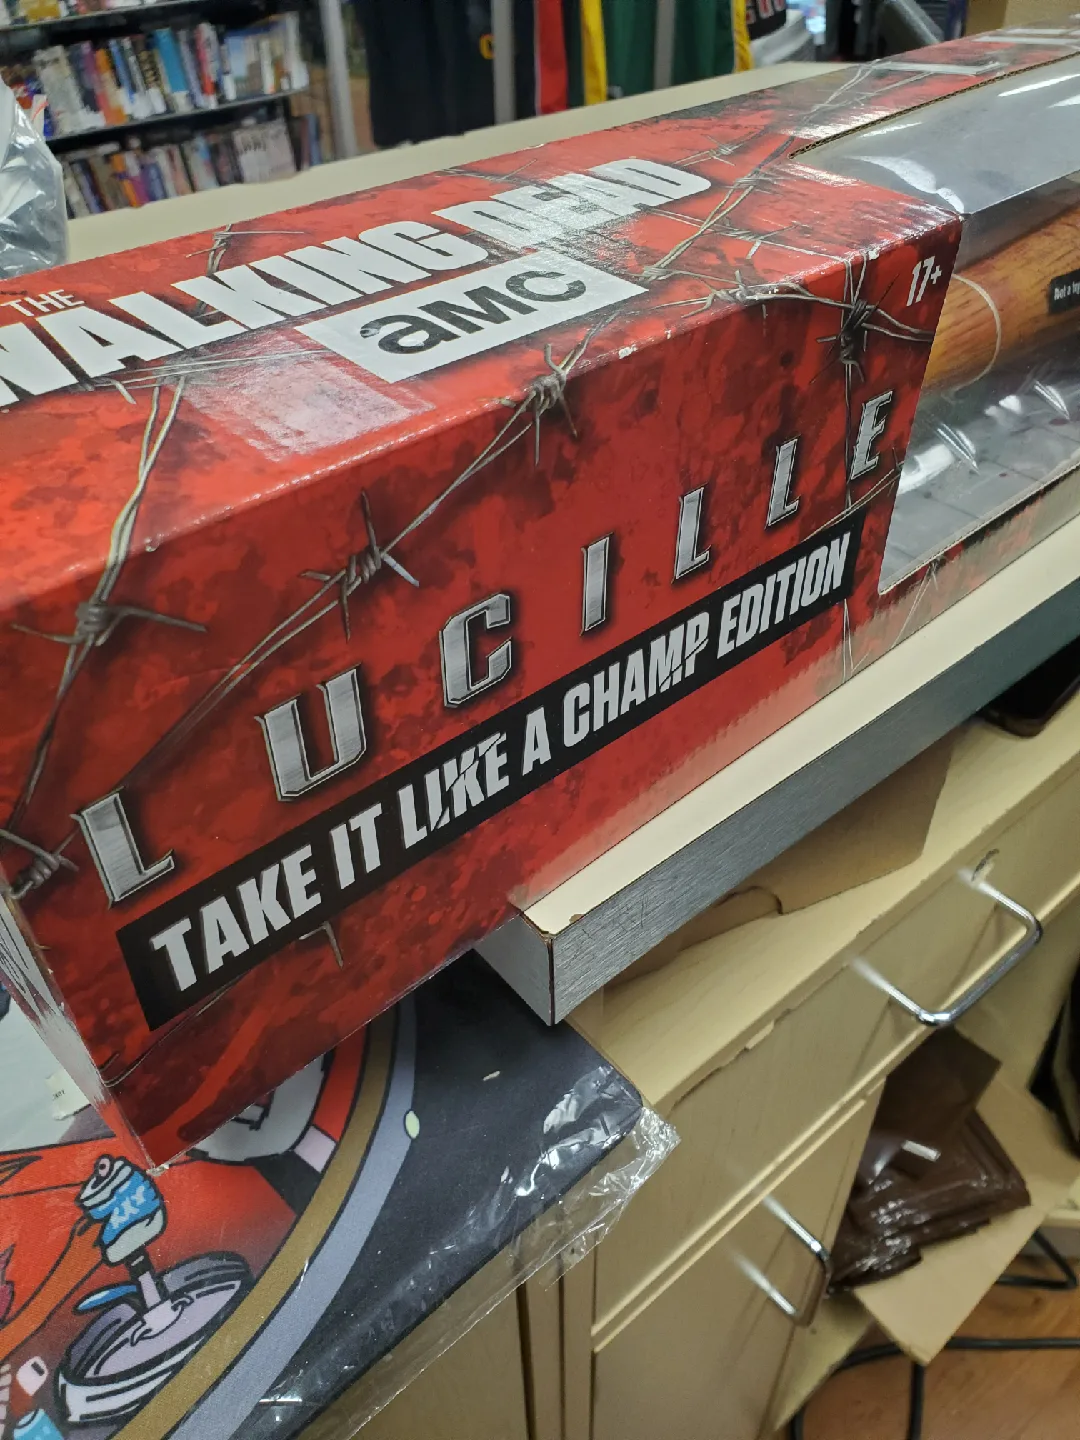 THE
WALKING DEAD
aMC
17+
LUCILLE
TAKE IT LIKE A CHAMP EDITION